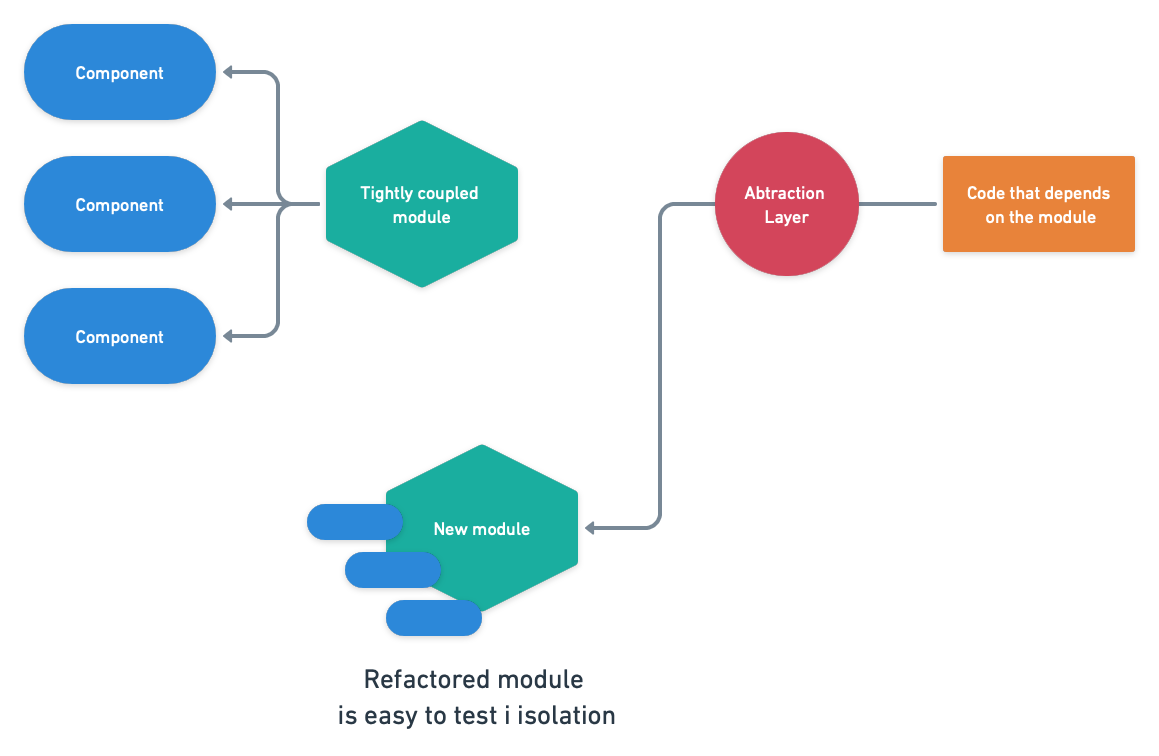 Component
Component
Component
Tightly coupled
module
Abtraction
Layer
Code that depends
on the module
New module
Refactored module
is easy to test i isolation